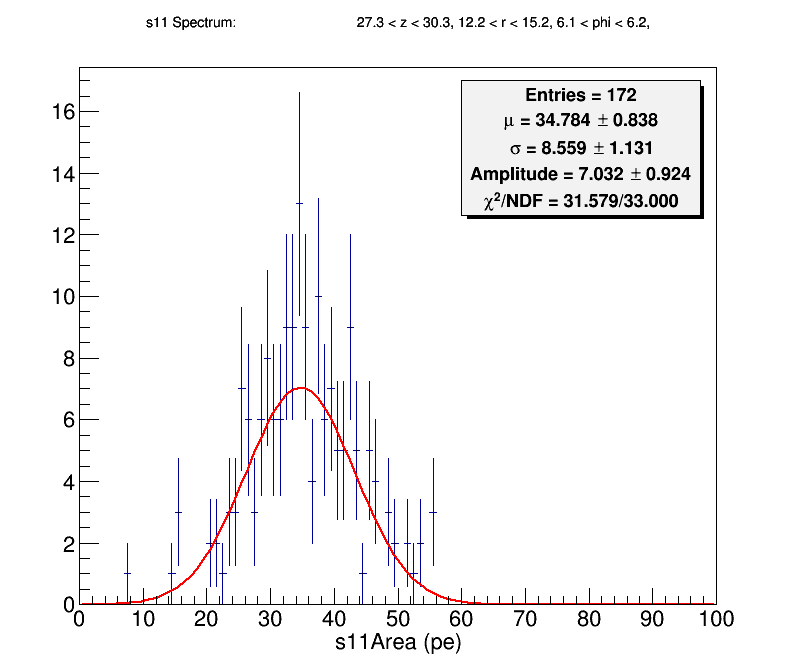 s11 Spectrum: 27.3 < z < 30.3, 12.2 < r < 15.2, 6.1 < phi < 6.2,
Entries = 172
μ = 34.784 ± 0.838
σ = 8.559 ± 1.131
Amplitude = 7.032 ± 0.924
χ²/NDF = 31.579/33.000
16
14
12
10
8
6
4
2
0
0 10 20 30 40 50 60 70 80 90 100
s11Area (pe)